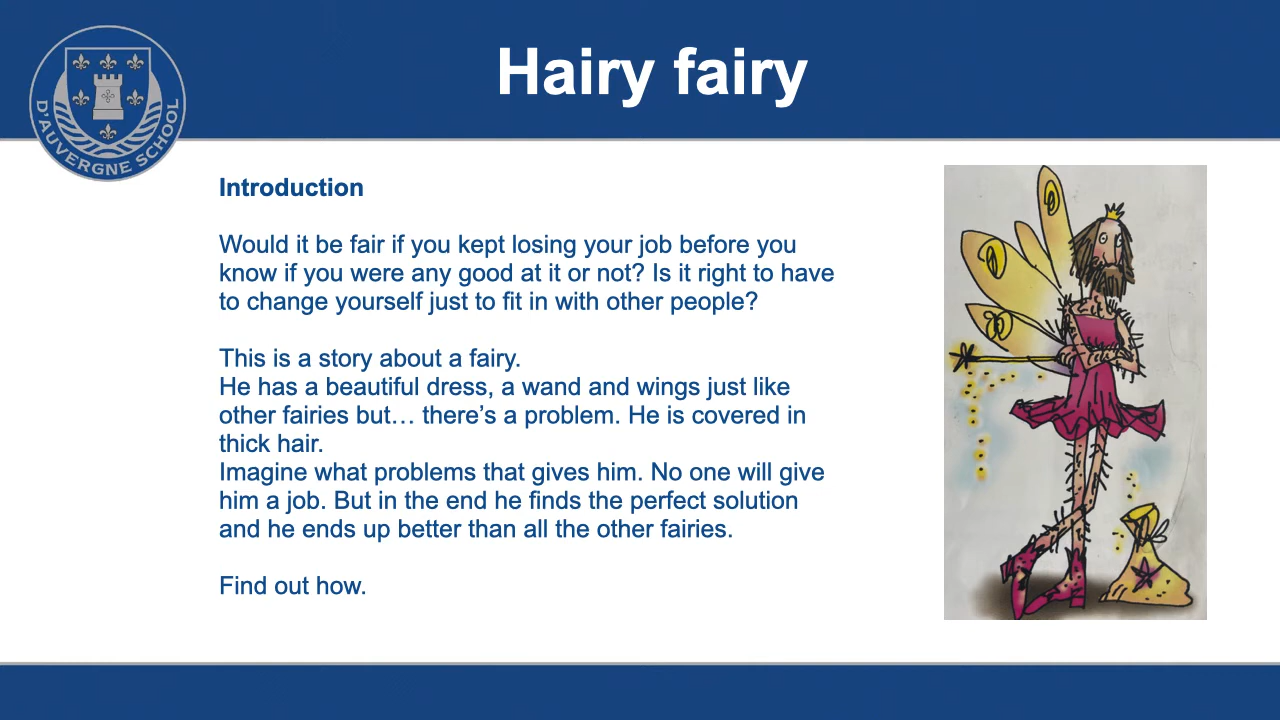 Hairy fairy
D'AUVERGNE SCHOOL
Introduction
Would it be fair if you kept losing your job before you
know if you were any good at it or not? Is it right to have
to change yourself just to fit in with other people?
This is a story about a fairy.
He has a beautiful dress, a wand and wings just like
other fairies but… there’s a problem. He is covered in
thick hair.
Imagine what problems that gives him. No one will give
him a job. But in the end he finds the perfect solution
and he ends up better than all the other fairies.
Find out how.